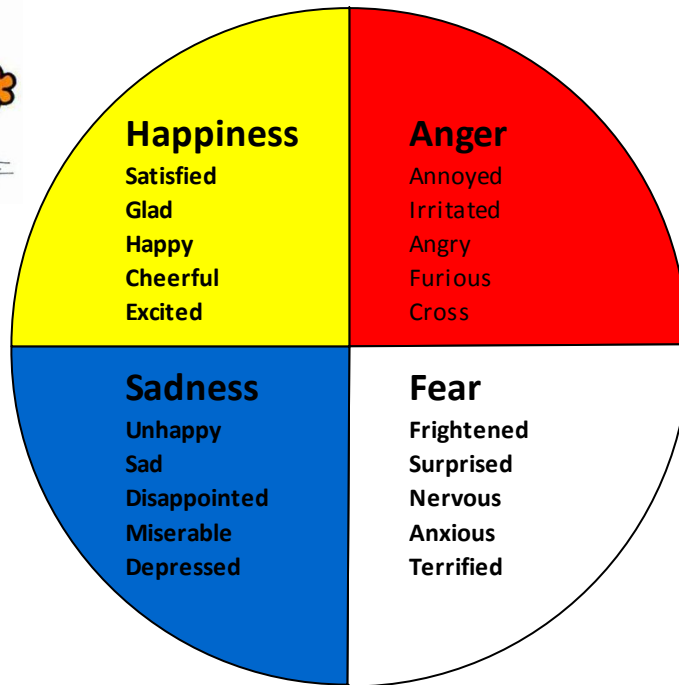 Happiness
Satisfied
Glad
Happy
Cheerful
Excited
Anger
Annoyed
Irritated
Angry
Furious
Cross
Sadness
Unhappy
Sad
Disappointed
Miserable
Depressed
Fear
Frightened
Surprised
Nervous
Anxious
Terrified